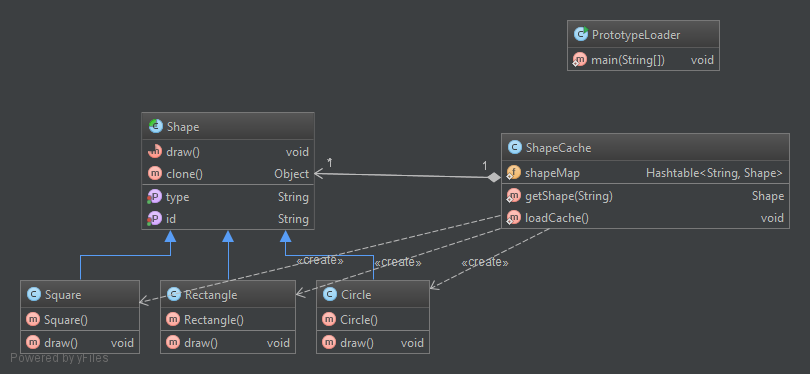 PrototypeLoader
main(String[]) void
Shape
draw() void
clone() Object
type String
id String
1
*
1
ShapeCache
shapeMap Hashtable<String, Shape>
getShape(String) Shape
loadCache() void
«create»
«create»
«create»
Square
Square()
draw() void
Rectangle
Rectangle()
draw() void
Circle
Circle()
draw() void
Powered by yFiles